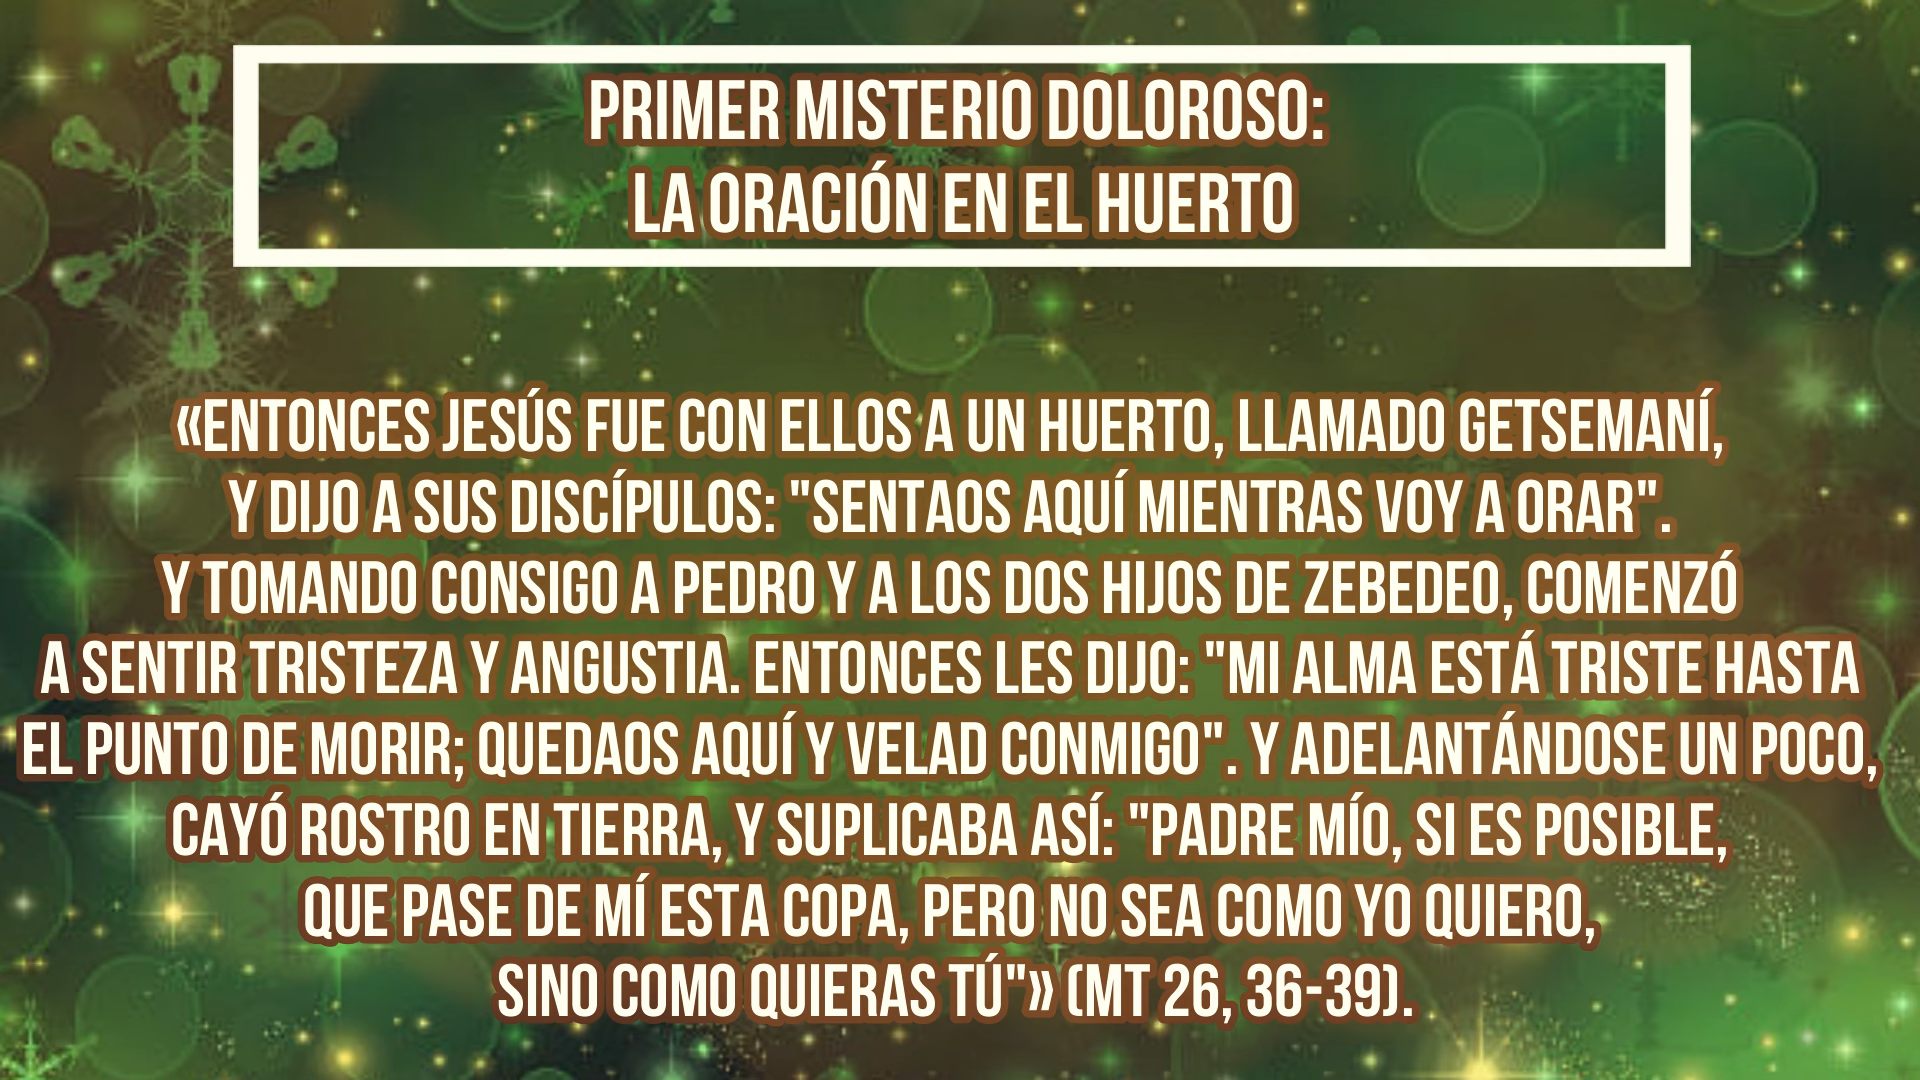 PRIMER MISTERIO DOLOROSO:
LA ORACIÓN EN EL HUERTO
«ENTONCES JESÚS FUE CON ELLOS A UN HUERTO, LLAMADO GETSEMANÍ,
Y DIJO A SUS DISCÍPULOS: "SENTAOS AQUÍ MIENTRAS VOY A ORAR".
Y TOMANDO CONSIGO A PEDRO Y A LOS DOS HIJOS DE ZEBEDEO, COMENZÓ
A SENTIR TRISTEZA Y ANGUSTIA. ENTONCES LES DIJO: "MI ALMA ESTÁ TRISTE HASTA
EL PUNTO DE MORIR; QUEDAOS AQUÍ Y VELAD CONMIGO". Y ADELANTÁNDOSE UN POCO,
CAYÓ ROSTRO EN TIERRA, Y SUPLICABA ASÍ: "PADRE MÍO, SI ES POSIBLE,
QUE PASE DE MÍ ESTA COPA, PERO NO SEA COMO YO QUIERO,
SINO COMO QUIERAS TÚ"» (MT 26, 36-39).